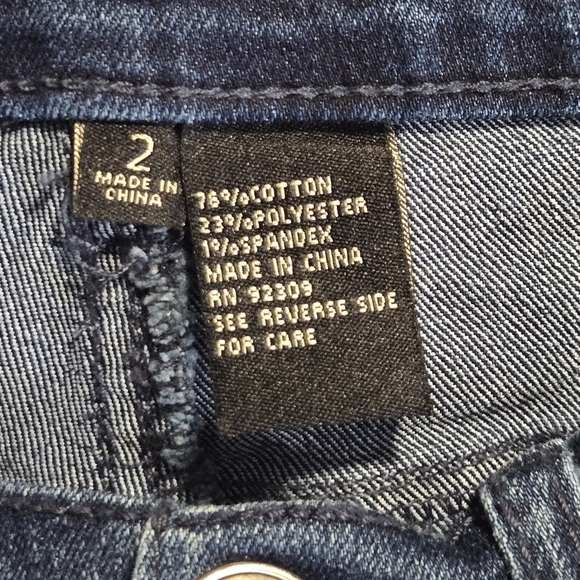 2
MADE IN
CHINA
76%COTTON
23%POLYESTER
1%SPANDEX
MADE IN CHINA
RN 92309
SEE REVERSE SIDE
FOR CARE